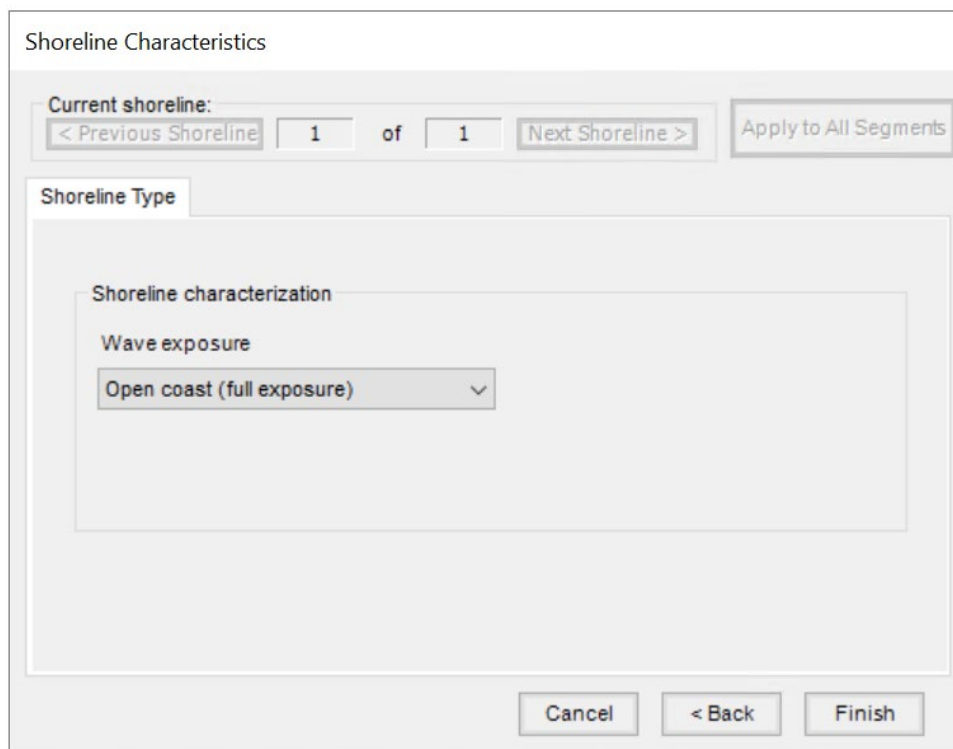 Shoreline Characteristics
Current shoreline:
< Previous Shoreline 1 of 1 Next Shoreline > Apply to All Segments
Shoreline Type
Shoreline characterization
Wave exposure
Open coast (full exposure)
Cancel < Back Finish